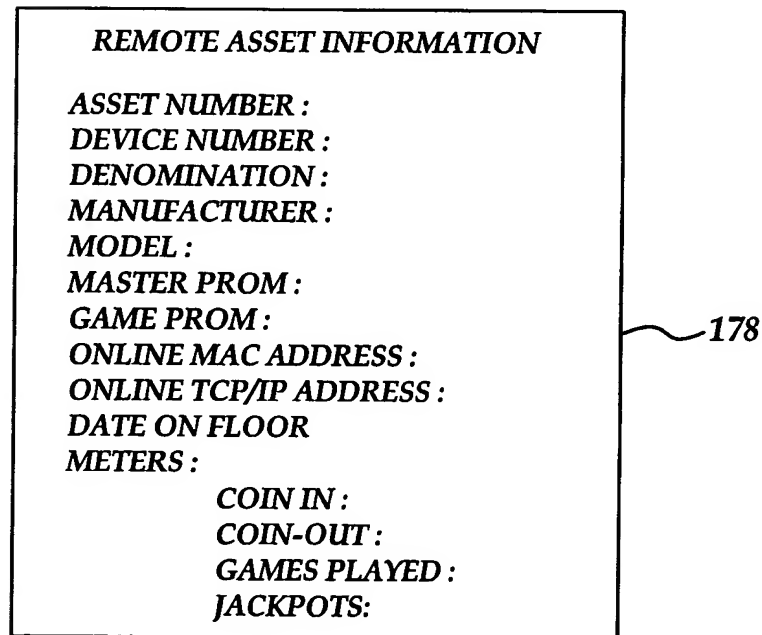 REMOTE ASSET INFORMATION
ASSET NUMBER :
DEVICE NUMBER :
DENOMINATION :
MANUFACTURER :
MODEL :
MASTER PROM :
GAME PROM :
ONLINE MAC ADDRESS :
ONLINE TCP/IP ADDRESS :
DATE ON FLOOR
METERS :
COIN IN :
COIN-OUT :
GAMES PLAYED :
JACKPOTS:
178